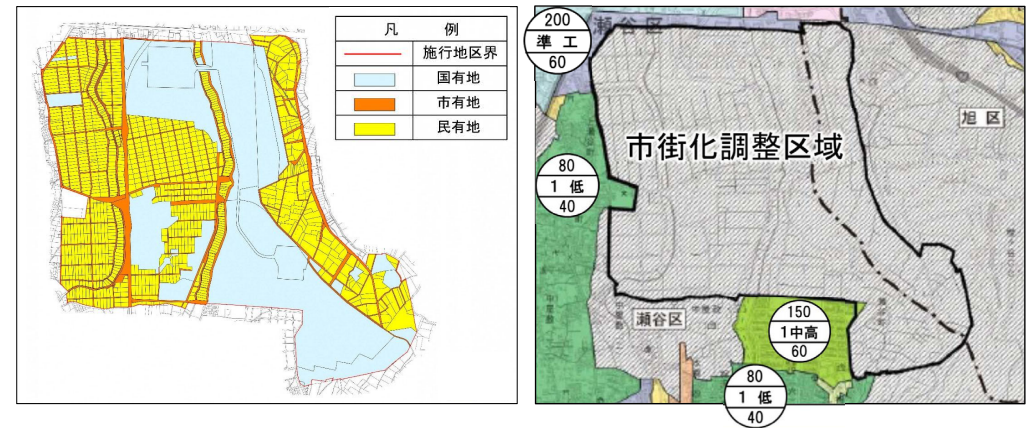 凡 例
施行地区界
国有地
市有地
民有地
瀬谷区
200
準工
60
旭区
市街化調整区域
80
1低
40
瀬谷区
150
1中高
60
80
1低
40